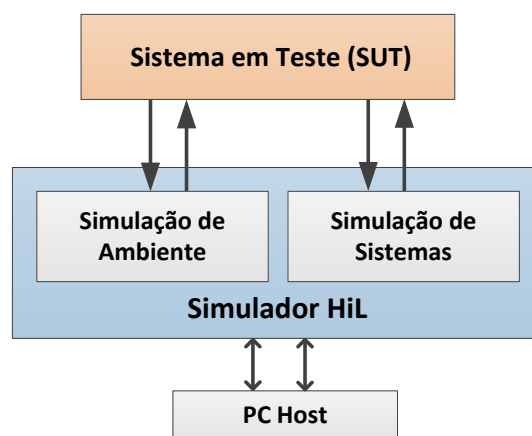 Sistema em Teste (SUT)
Simulação de
Ambiente
Simulação de
Sistemas
Simulador HiL
PC Host